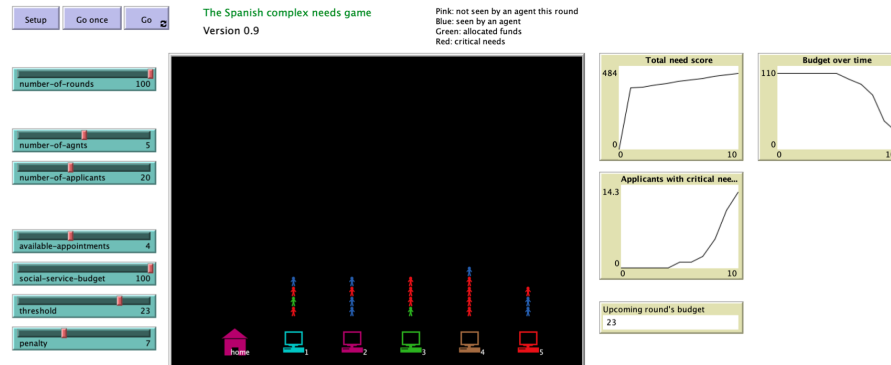 Setup
Go once
Go
The Spanish complex needs game
Version 0.9
Pink: not seen by an agent this round
Blue: seen by an agent
Green: allocated funds
Red: critical needs
number-of-rounds 100
number-of-agnts 5
number-of-applicants 20
available-appointments 4
social-service-budget 100
threshold 23
penalty 7
home
1
2
3
4
5
Total need score
484
0
0 10
Budget over time
110
0
0
Applicants with critical nee...
14.3
0
0 10
Upcoming round's budget
23